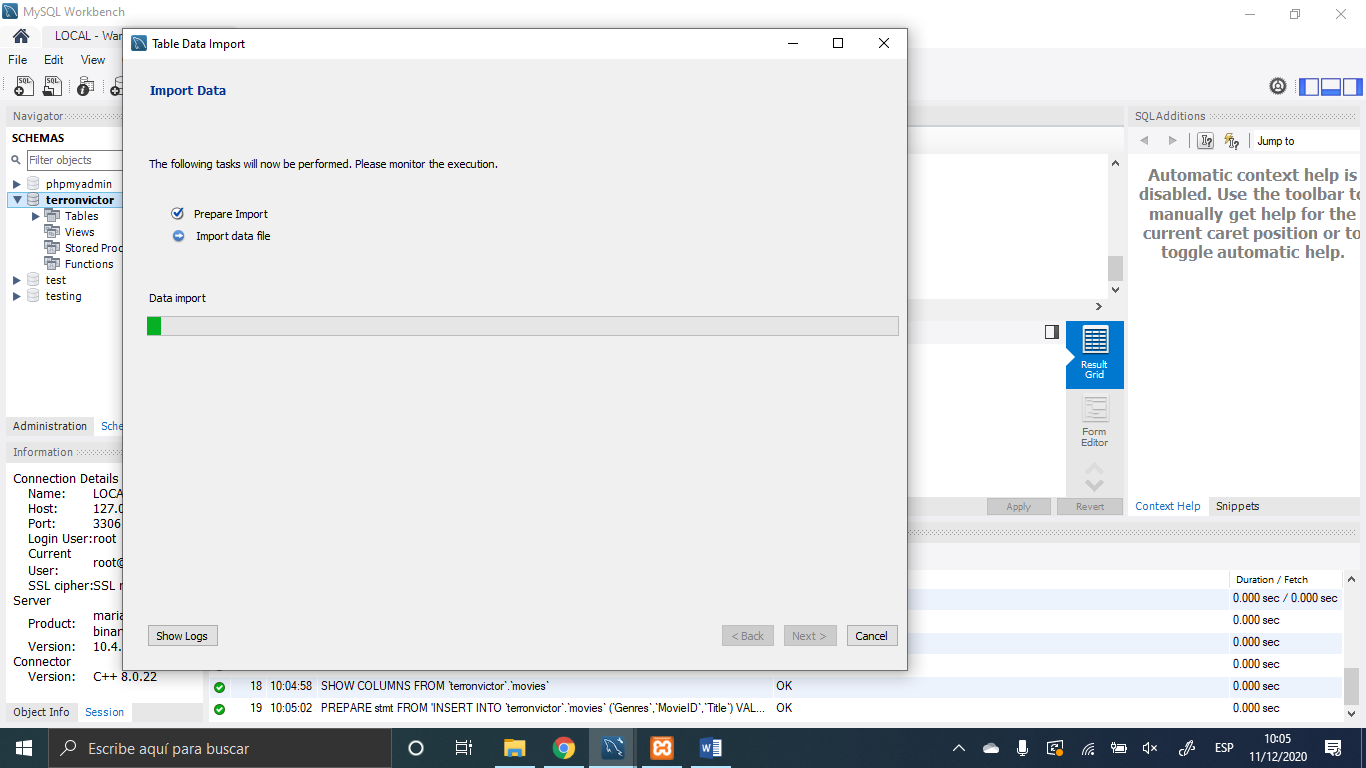 MySQL Workbench
LOCAL - War
File Edit View
Navigator
SCHEMAS
Filter objects
phpmyadmin
terronvictor
Tables
Views
Stored Proc
Functions
test
testing
Administration Sche
Information
Connection Details
Name: LOCA
Host: 127.0
Port: 3306
Login User: root
Current User: root@
SSL cipher: SSL
Server
Product: maria
binar
Version: 10.4.
Connector
Version: C++ 8.0.22
Object Info Session
Table Data Import
Import Data
The following tasks will now be performed. Please monitor the execution.
Prepare Import
Import data file
Data import
Show Logs
< Back Next > Cancel
Result Grid
Form Editor
Apply Revert
SQLAdditions
Jump to
Automatic context help is
disabled. Use the toolbar to
manually get help for the
current caret position or to
toggle automatic help.
Context Help Snippets
Duration / Fetch
0.000 sec / 0.000 sec
0.000 sec
0.000 sec
0.000 sec
18 10:04:58 SHOW COLUMNS FROM `terronvictor`.`movies` OK 0.000 sec
19 10:05:02 PREPARE stmt FROM 'INSERT INTO `terronvictor`.`movies` (`Genres`,`MovieID`,`Title`) VAL... OK 0.000 sec
Escribe aquí para buscar
ESP
10:05
11/12/2020